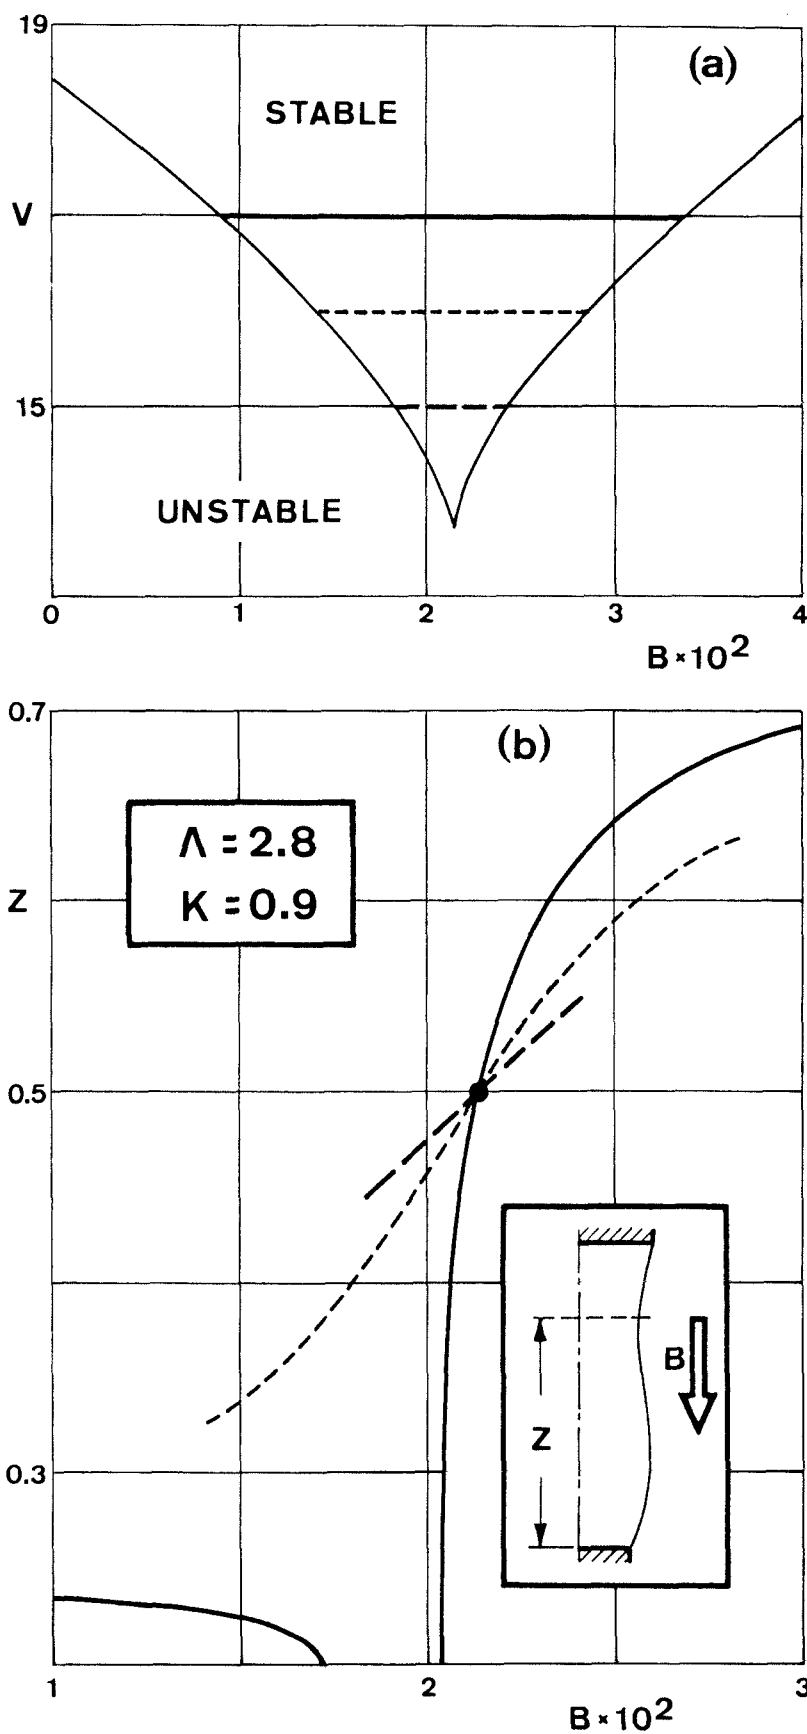 19
(a)
STABLE
V
15
UNSTABLE
0 1 2 3 4
B×10²
0.7
(b)
Λ = 2.8
K = 0.9
Z
0.5
B
Z
0.3
1 2 3
B×10²